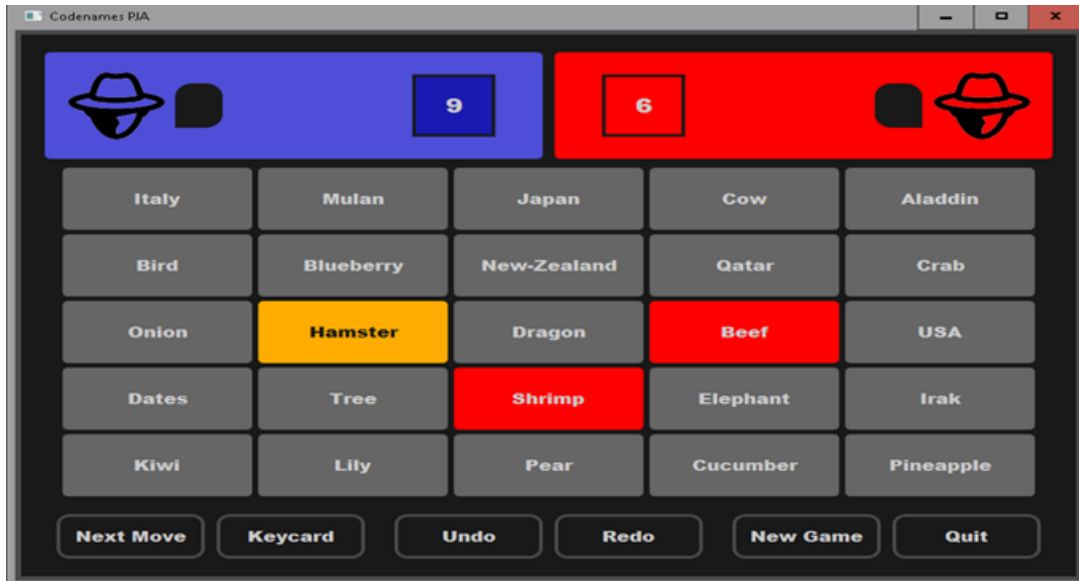 Codenames PJA
9 6
Italy Mulan Japan Cow Aladdin
Bird Blueberry New-Zealand Qatar Crab
Onion Hamster Dragon Beef USA
Dates Tree Shrimp Elephant Irak
Kiwi Lily Pear Cucumber Pineapple
Next Move Keycard Undo Redo New Game Quit